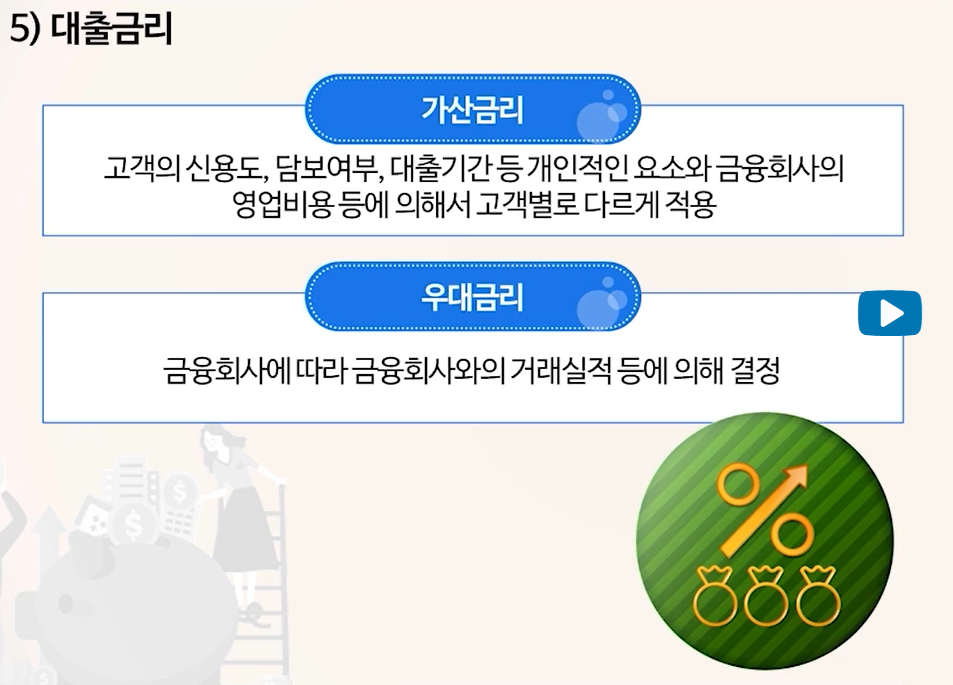 5) 대출금리
가산금리
고객의 신용도, 담보여부, 대출기간 등 개인적인 요소와 금융회사의
영업비용 등에 의해서 고객별로 다르게 적용
우대금리
금융회사에 따라 금융회사와의 거래실적 등에 의해 결정